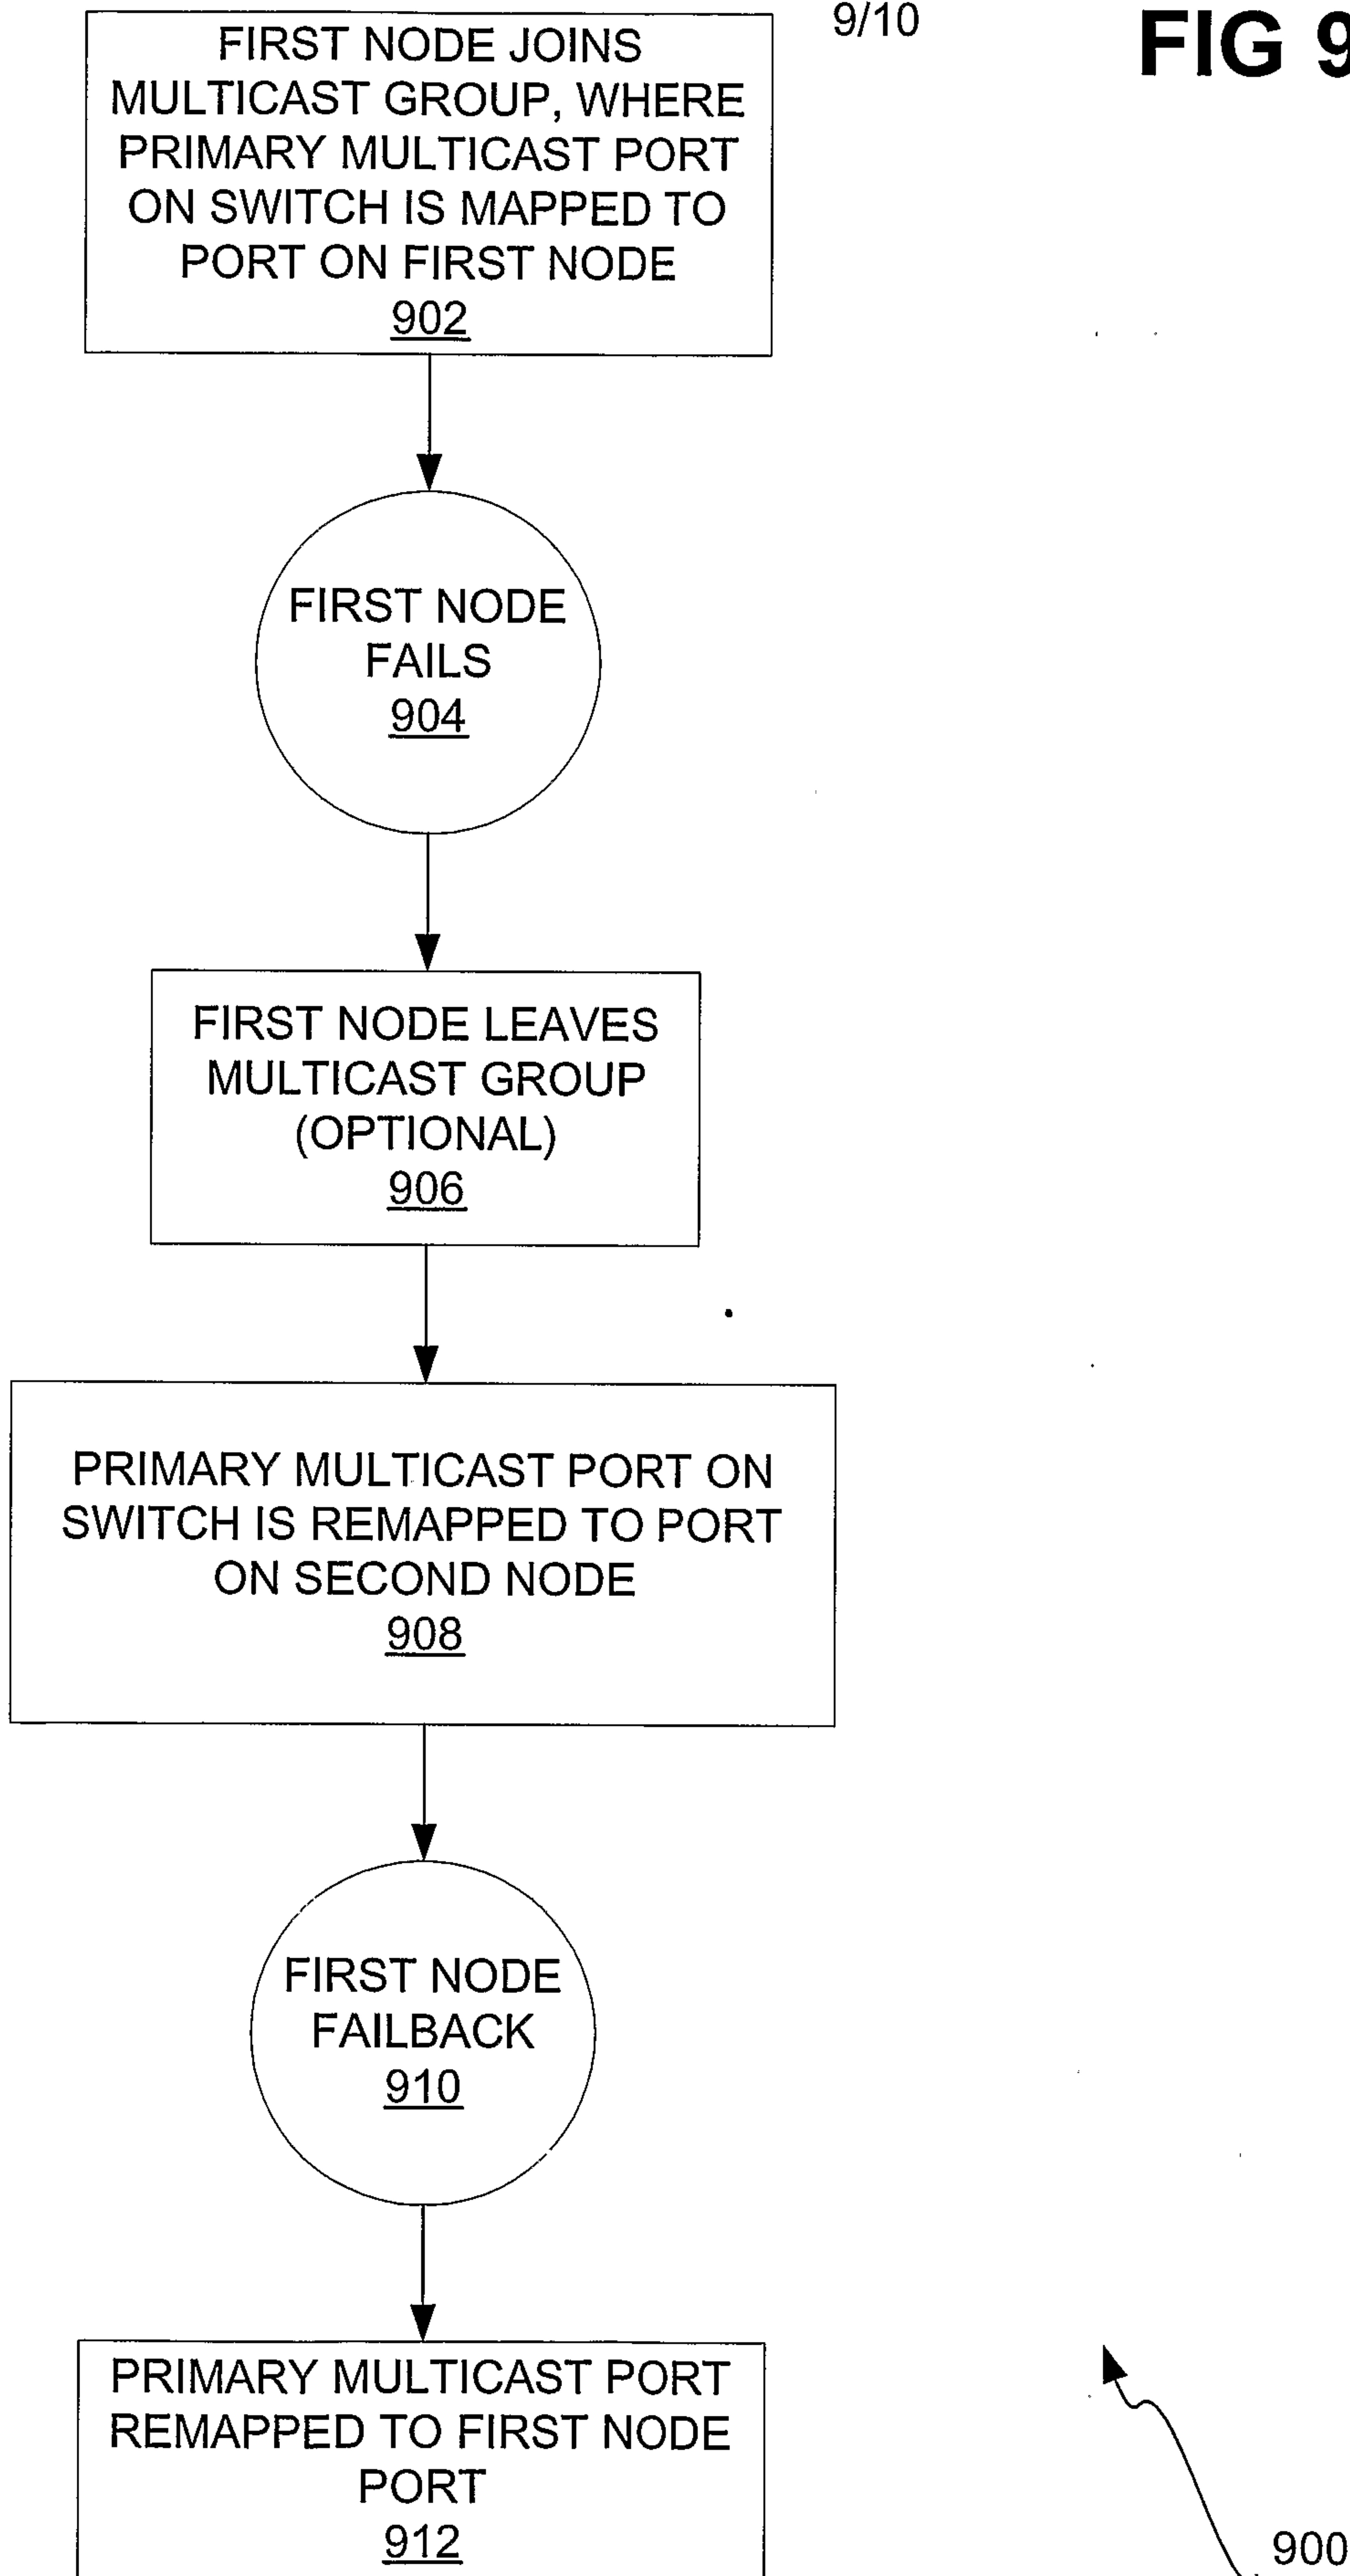 9/10
FIG 9
FIRST NODE JOINS
MULTICAST GROUP, WHERE
PRIMARY MULTICAST PORT
ON SWITCH IS MAPPED TO
PORT ON FIRST NODE
902
FIRST NODE
FAILS
904
FIRST NODE LEAVES
MULTICAST GROUP
(OPTIONAL)
906
PRIMARY MULTICAST PORT ON
SWITCH IS REMAPPED TO PORT
ON SECOND NODE
908
FIRST NODE
FAILBACK
910
PRIMARY MULTICAST PORT
REMAPPED TO FIRST NODE
PORT
912
900